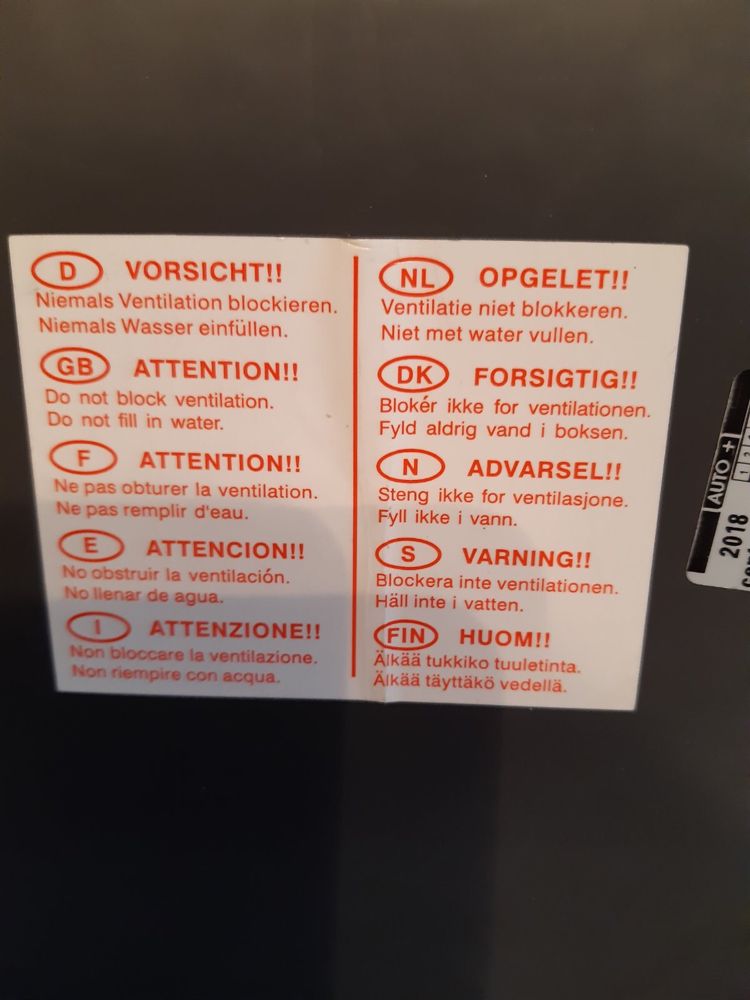 D VORSICHT!!
Niemals Ventilation blockieren.
Niemals Wasser einfüllen.
GB ATTENTION!!
Do not block ventilation.
Do not fill in water.
F ATTENTION!!
Ne pas obturer la ventilation.
Ne pas remplir d'eau.
E ATTENCION!!
No obstruir la ventilación.
No llenar de agua.
I ATTENZIONE!!
Non bloccare la ventilazione.
Non riempire con acqua.
NL OPGELET!!
Ventilatie niet blokkeren.
Niet met water vullen.
DK FORSIGTIG!!
Blokér ikke for ventilationen.
Fyld aldrig vand i boksen.
N ADVARSEL!!
Steng ikke for ventilasjone.
Fyll ikke i vann.
S VARNING!!
Blockera inte ventilationen.
Häll inte i vatten.
FIN HUOM!!
Älkää tukkiko tuuletinta.
Älkää täyttäkö vedellä.
AUTO +
2018